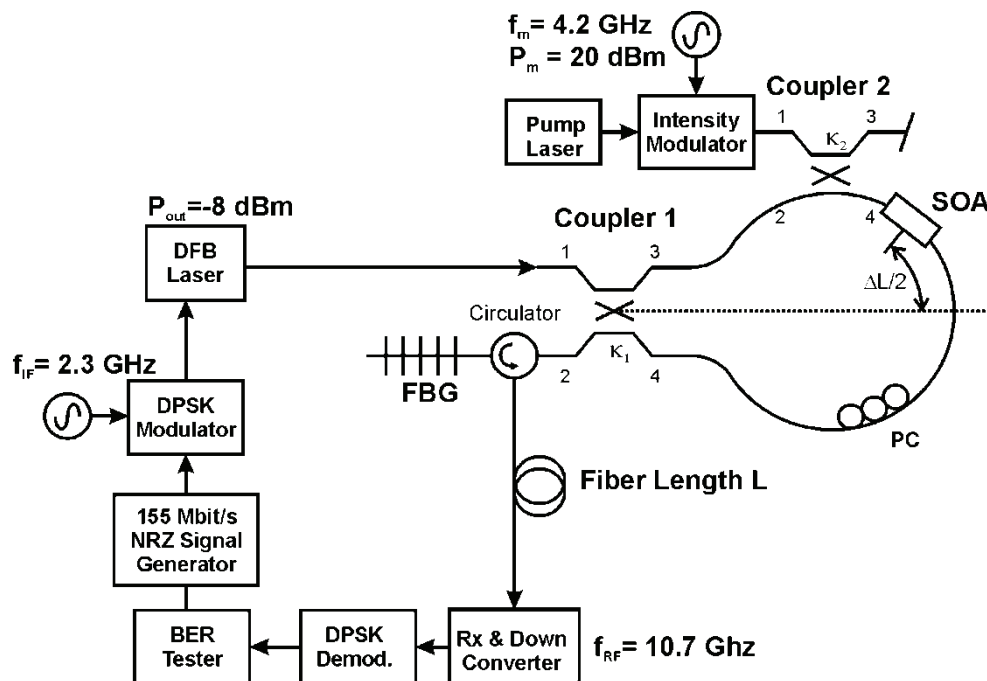 f_m = 4.2 GHz
P_m = 20 dBm
Coupler 2
Pump
Laser
Intensity
Modulator
1
3
K_2
2
4
SOA
ΔL/2
P_out=-8 dBm
DFB
Laser
Coupler 1
1
3
Circulator
K_1
2
4
FBG
PC
f_IF= 2.3 GHz
DPSK
Modulator
Fiber Length L
155 Mbit/s
NRZ Signal
Generator
BER
Tester
DPSK
Demod.
Rx & Down
Converter
f_RF = 10.7 Ghz